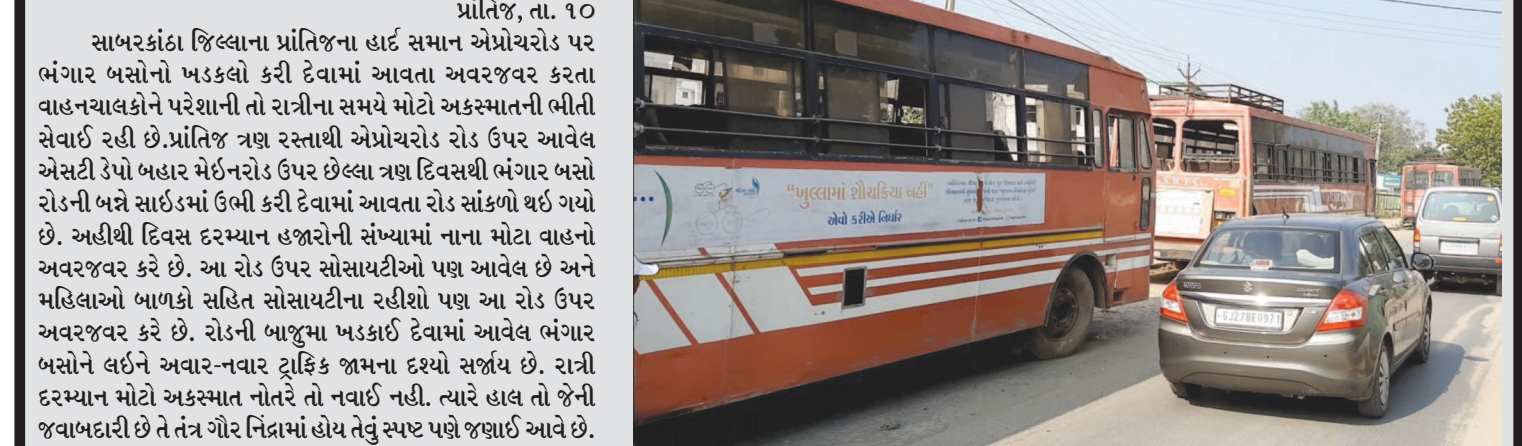 પ્રાંતિજ, તા. ૧૦
સાબરકાંઠા જિલ્લાના પ્રાંતિજના હાર્દ સમાન એપ્રોચરોડ પર
ભંગાર બસોનો ખડકલો કરી દેવામાં આવતા અવરજવર કરતા
વાહનચાલકોને પરેશાની તો રાત્રીના સમયે મોટો અકસ્માતની ભીતી
સેવાઈ રહી છે.પ્રાંતિજ ત્રણ રસ્તાથી એપ્રોચરોડ રોડ ઉપર આવેલ
એસટી ડેપો બહાર મેઇનરોડ ઉપર છેલ્લા ત્રણ દિવસથી ભંગાર બસો
રોડની બન્ને સાઇડમાં ઉભી કરી દેવામાં આવતા રોડ સાંકળો થઇ ગયો
છે. અહીથી દિવસ દરમ્યાન હજારોની સંખ્યામાં નાના મોટા વાહનો
અવરજવર કરે છે. આ રોડ ઉપર સોસાયટીઓ પણ આવેલ છે અને
મહિલાઓ બાળકો સહિત સોસાયટીના રહીશો પણ આ રોડ ઉપર
અવરજવર કરે છે. રોડની બાજુમા ખડકાઈ દેવામાં આવેલ ભંગાર
બસોને લઇને અવાર-નવાર ટ્રાફિક જામના દશ્યો સર્જાય છે. રાત્રી
દરમ્યાન મોટો અકસ્માત નોતરે તો નવાઈ નહી. ત્યારે હાલ તો જેની
જવાબદારી છે તે તંત્ર ગૌર નિંદ્રામાં હોય તેવું સ્પષ્ટ પણે જણાઈ આવે છે.
“ખુલ્લામાં શૌચક્રિયા નહીં”
એવો કરીએ નિર્ધાર
GJ27BE0971